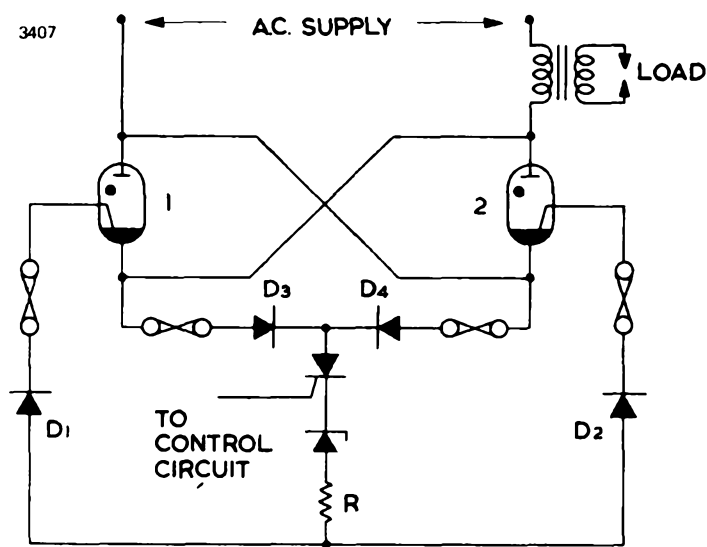 3407
A.C. SUPPLY
LOAD
1
2
D3
D4
D1
D2
TO
CONTROL
CIRCUIT
R